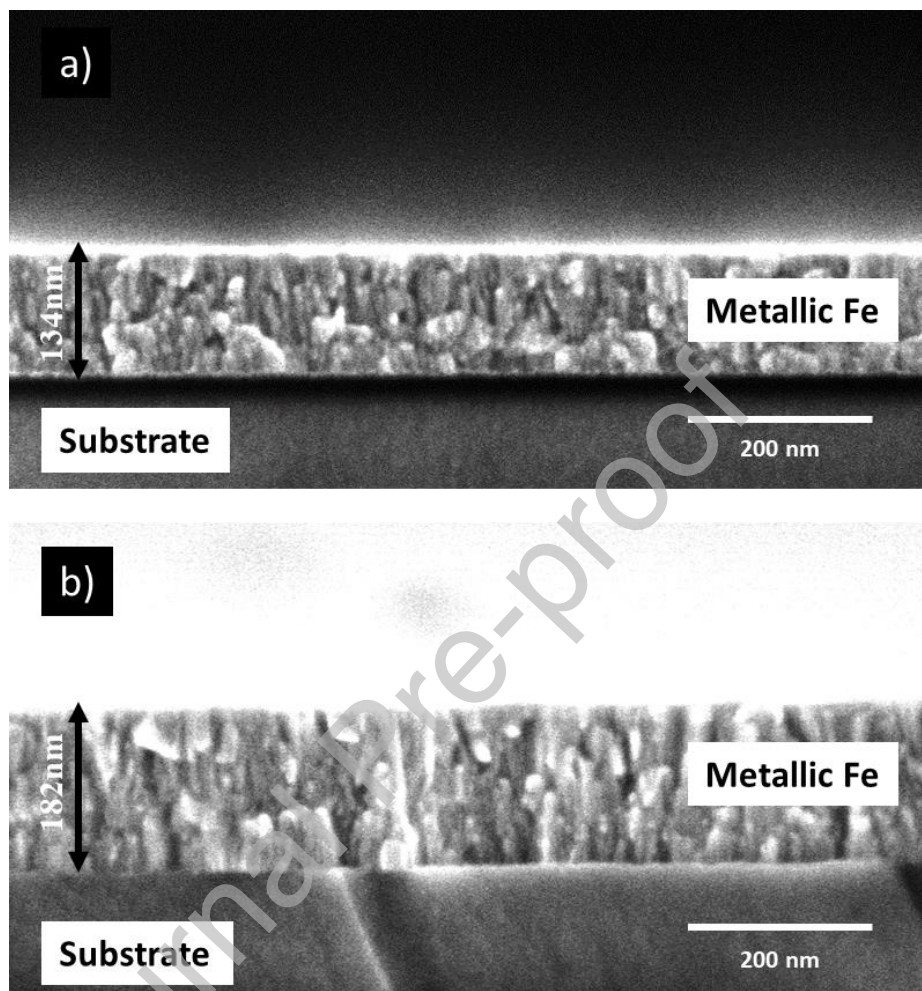 a)
134nm
Metallic Fe
200 nm
Substrate
b)
182nm
Metallic Fe
200 nm
Substrate
Journal Pre-proof